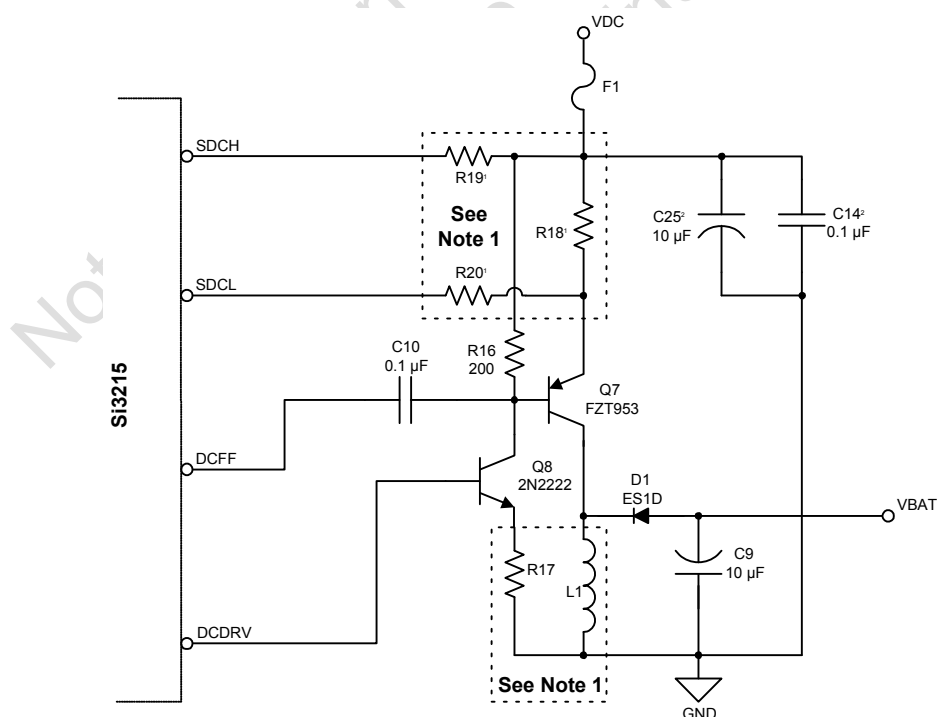 VDC
F1
SDCH
R19¹
See
Note 1
R18¹
C25²
10 µF
C14²
0.1 µF
SDCL
R20¹
Not
Si3215
C10
0.1 µF
R16
200
Q7
FZT953
DCFF
Q8
2N2222
D1
ES1D
VBAT
R17
L1
C9
10 µF
DCDRV
See Note 1
GND